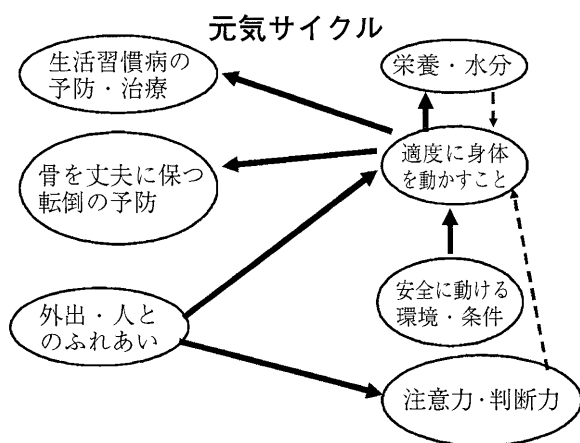 元気サイクル
生活習慣病の
予防・治療
栄養・水分
骨を丈夫に保つ
転倒の予防
適度に身体
を動かすこと
外出・人と
のふれあい
安全に動ける
環境・条件
注意力・判断力